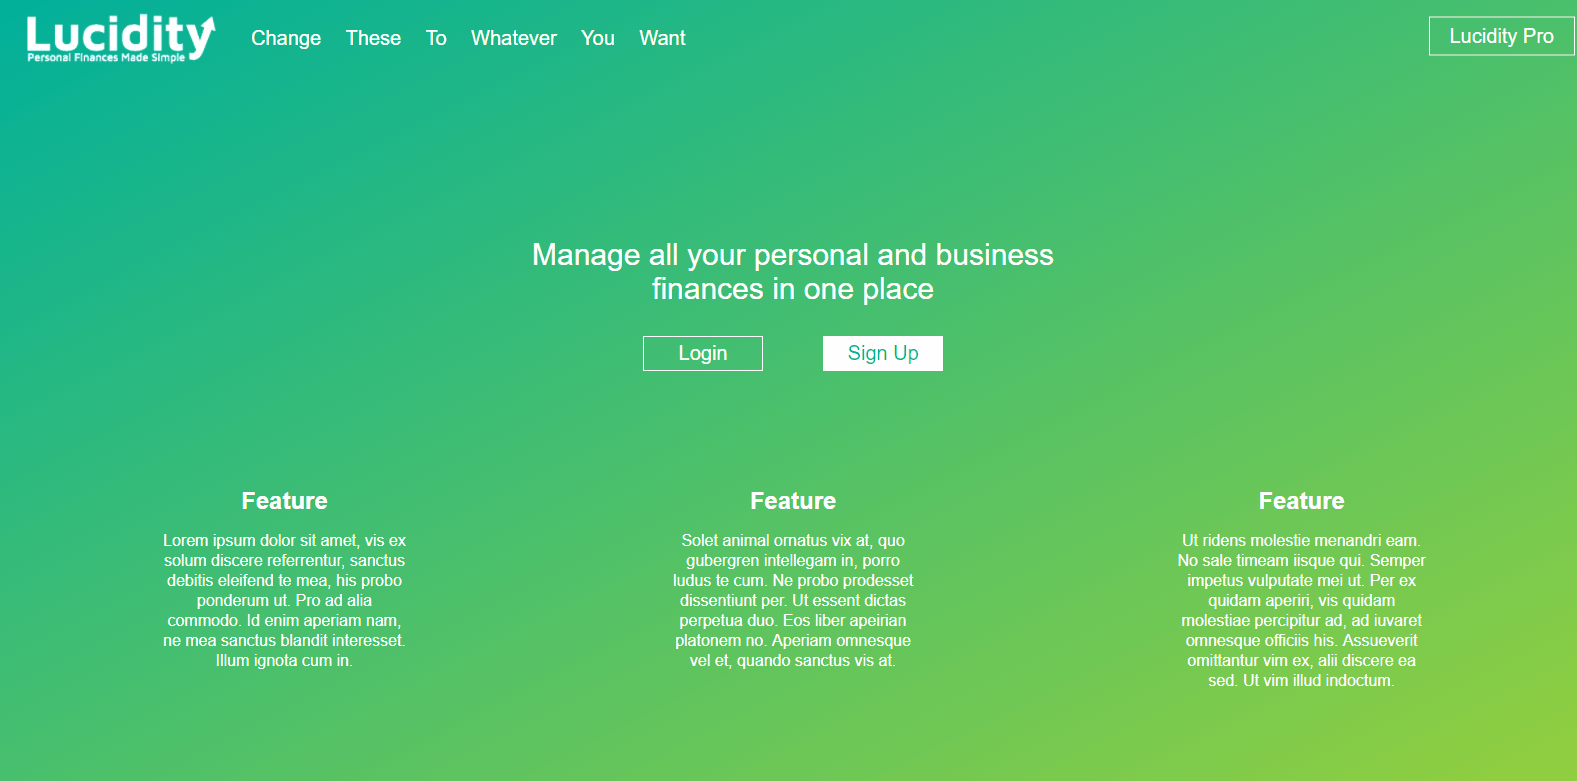 Lucidity
Personal Finances Made Simple
Change These To Whatever You Want
Lucidity Pro
Manage all your personal and business
finances in one place
Login
Sign Up
Feature
Lorem ipsum dolor sit amet, vis ex
solum discere referrentur, sanctus
debitis eleifend te mea, his probo
ponderum ut. Pro ad alia
commodo. Id enim aperiam nam,
ne mea sanctus blandit interesset.
Illum ignota cum in.
Feature
Solet animal ornatus vix at, quo
gubergren intellegam in, porro
ludus te cum. Ne probo prodesset
dissentiunt per. Ut essent dictas
perpetua duo. Eos liber apeirian
platonem no. Aperiam omnesque
vel et, quando sanctus vis at.
Feature
Ut ridens molestie menandri eam.
No sale timeam iisque qui. Semper
impetus vulputate mei ut. Per ex
quidam aperiri, vis quidam
molestiae percipitur ad, ad iuvaret
omnesque officiis his. Assueverit
omittantur vim ex, alii discere ea
sed. Ut vim illud indoctum.